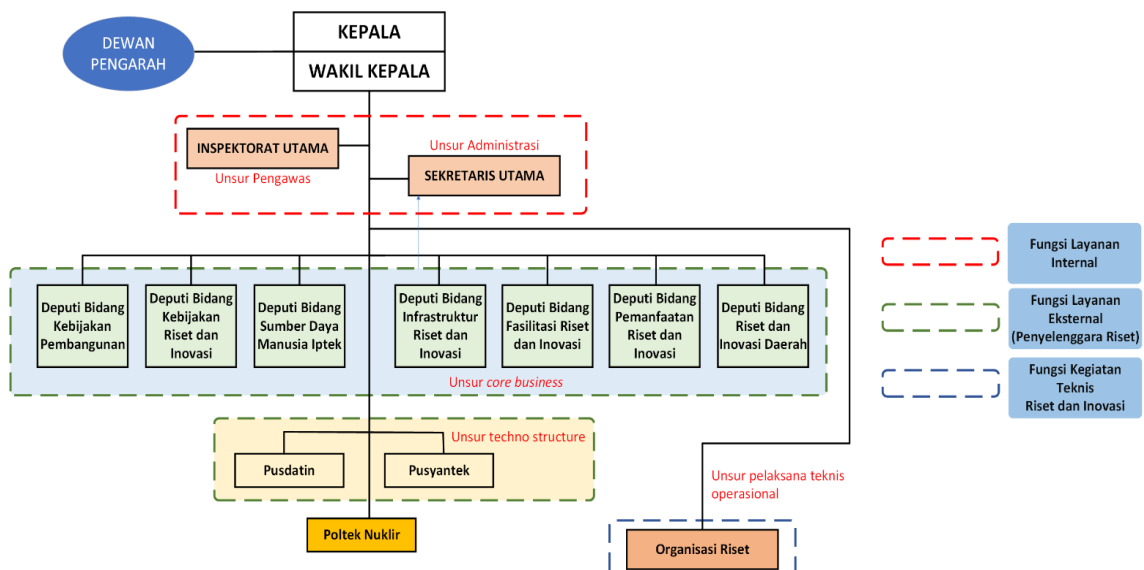 DEWAN
PENGARAH
KEPALA
WAKIL KEPALA
INSPEKTORAT UTAMA
Unsur Pengawas
Unsur Administrasi
SEKRETARIS UTAMA
Deputi Bidang
Kebijakan
Pembangunan
Deputi Bidang
Kebijakan
Riset dan
Inovasi
Deputi Bidang
Sumber Daya
Manusia Iptek
Deputi Bidang
Infrastruktur
Riset dan
Inovasi
Deputi Bidang
Fasilitasi Riset
dan Inovasi
Deputi Bidang
Pemanfaatan
Riset dan
Inovasi
Deputi Bidang
Riset dan
Inovasi Daerah
Unsur core business
Unsur techno structure
Pusdatin
Pusyantek
Poltek Nuklir
Unsur pelaksana teknis
operasional
Organisasi Riset
Fungsi Layanan
Internal
Fungsi Layanan
Eksternal
(Penyelenggara Riset)
Fungsi Kegiatan
Teknis
Riset dan Inovasi